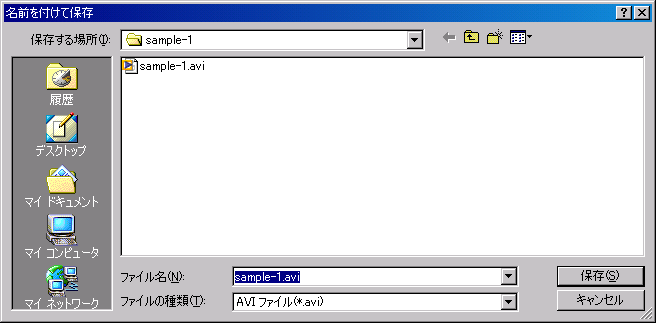 名前を付けて保存
保存する場所(I): sample-1
sample-1.avi
履歴
デスクトップ
マイ ドキュメント
マイ コンピュータ
マイ ネットワーク
ファイル名(N): sample-1.avi 保存(S)
ファイルの種類(T): AVI ファイル(*.avi) キャンセル